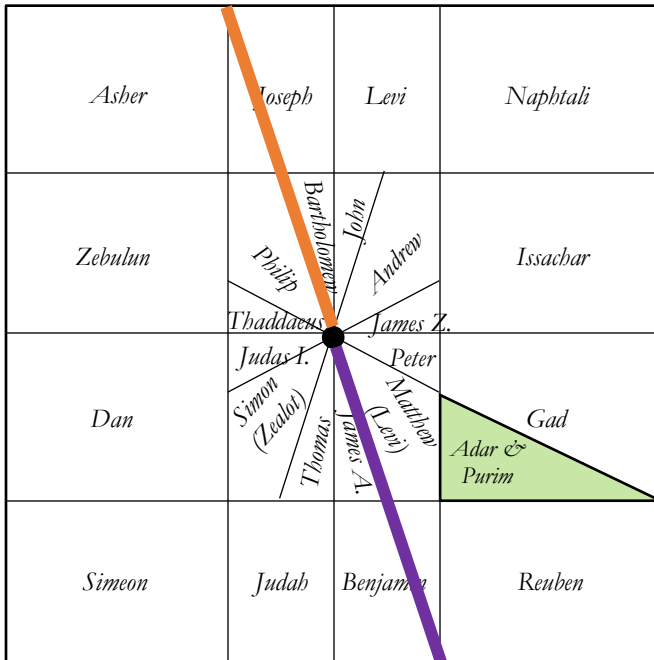 Asher
Joseph
Levi
Naphtali
Zebulun
Philip
Bartholomew
John
Andrew
Issachar
Thaddaeus
James Z.
Judas I.
Peter
Dan
Simon
(Zealot)
Thomas
James A.
Matthew
(Levi)
Gad
Adar &
Purim
Simeon
Judah
Benjamin
Reuben